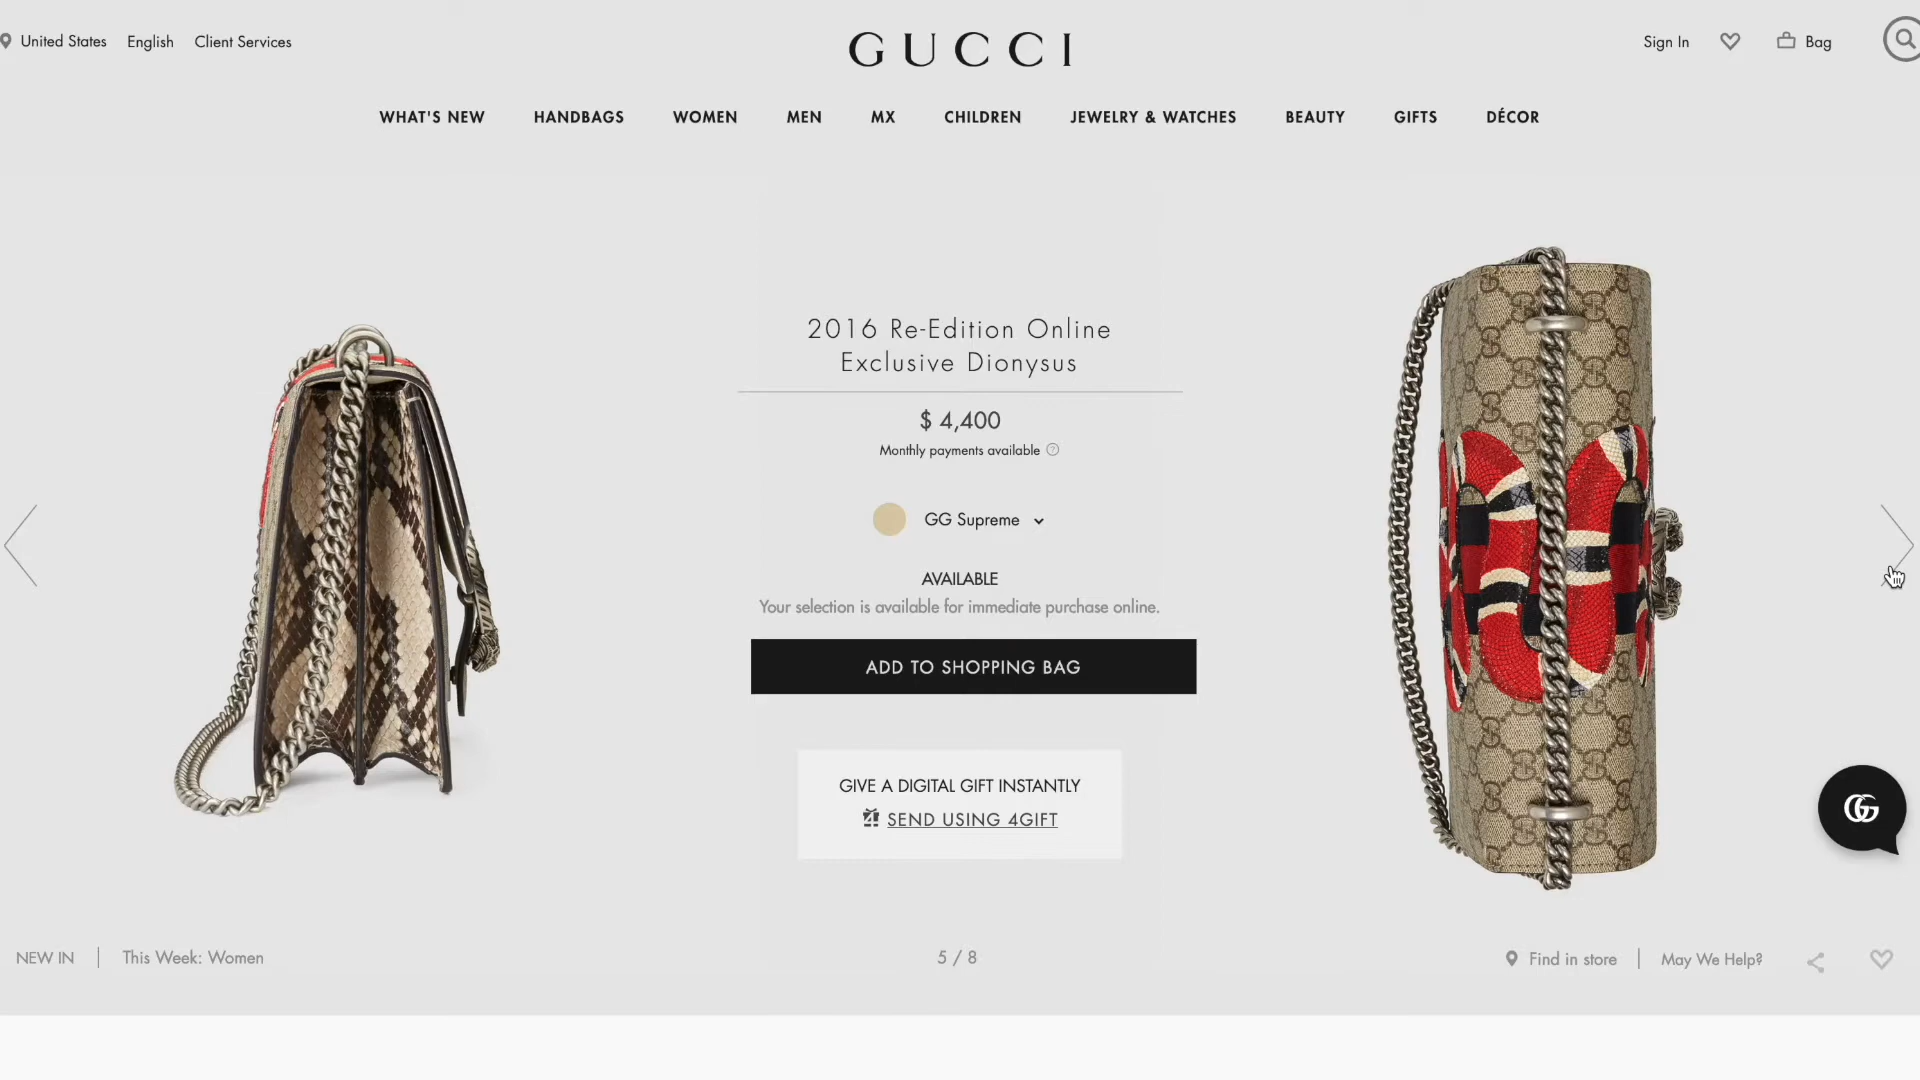 United States English Client Services
GUCCI
Sign In Bag
WHAT'S NEW HANDBAGS WOMEN MEN MX CHILDREN JEWELRY & WATCHES BEAUTY GIFTS DÉCOR
2016 Re-Edition Online
Exclusive Dionysus
$ 4,400
Monthly payments available
GG Supreme
AVAILABLE
Your selection is available for immediate purchase online.
ADD TO SHOPPING BAG
GIVE A DIGITAL GIFT INSTANTLY
SEND USING 4GIFT
NEW IN | This Week: Women
5 / 8
Find in store | May We Help?